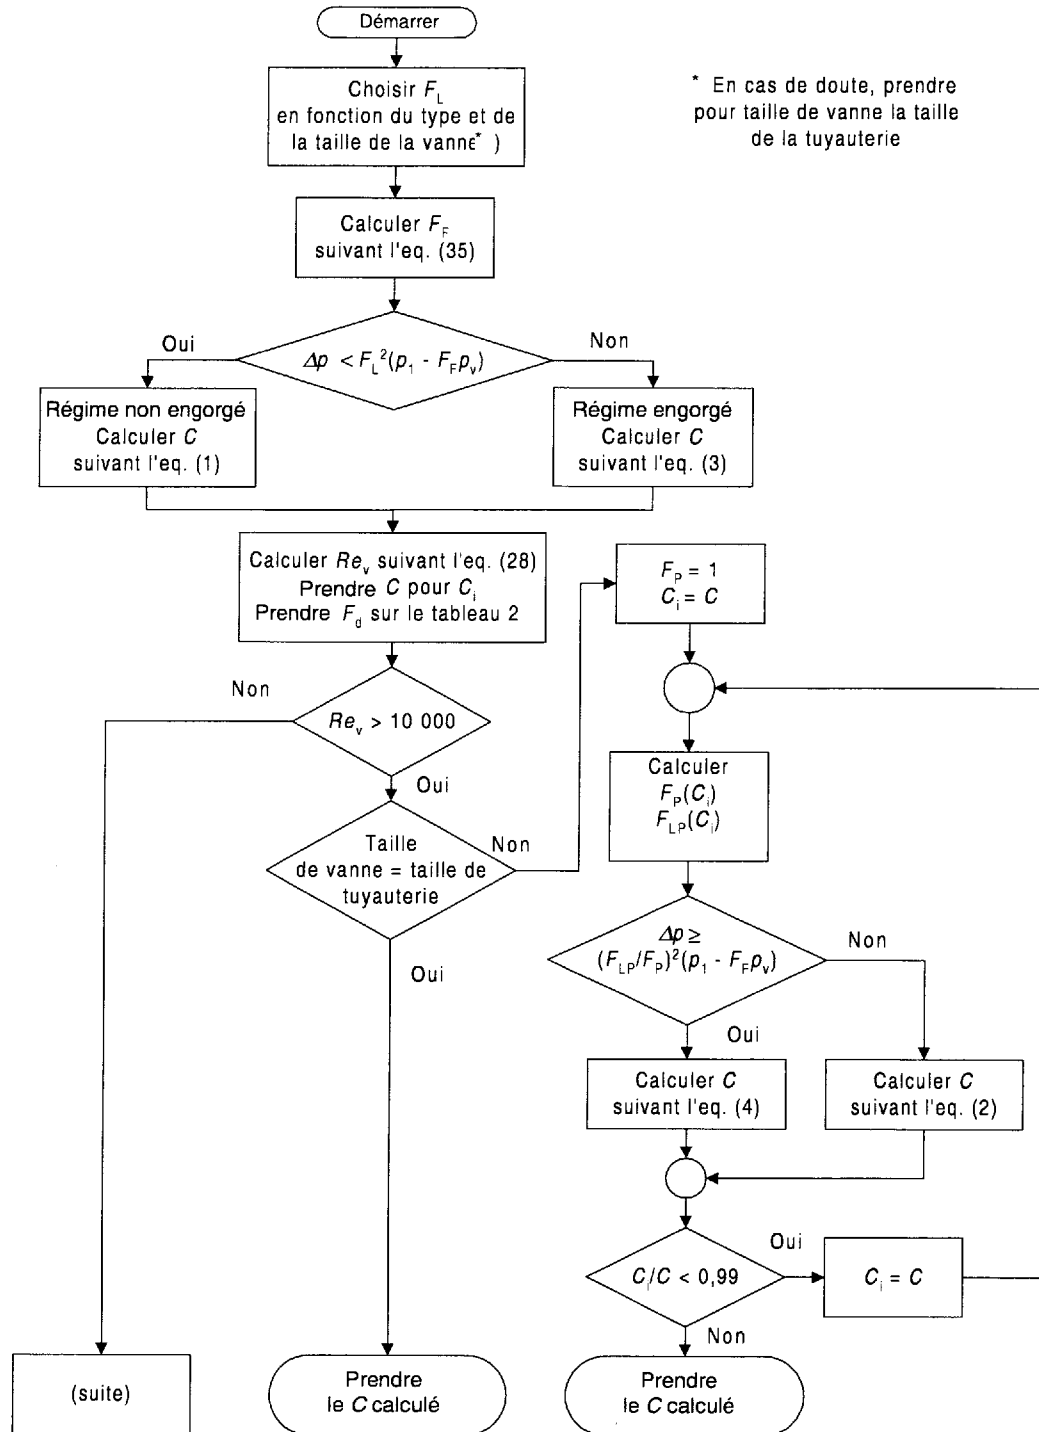 Démarrer
Choisir F_L
en fonction du type et de
la taille de la vanne* )
* En cas de doute, prendre
pour taille de vanne la taille
de la tuyauterie
Calculer F_F
suivant l'eq. (35)
Oui
Δp < F_L²(p₁ - F_F p_v)
Non
Régime non engorgé
Calculer C
suivant l'eq. (1)
Régime engorgé
Calculer C
suivant l'eq. (3)
Calculer Re_v suivant l'eq. (28)
Prendre C pour C_i
Prendre F_d sur le tableau 2
F_P = 1
C_i = C
Non
Re_v > 10 000
Oui
Calculer
F_P(C_i)
F_LP(C_i)
Taille
de vanne = taille de
tuyauterie
Non
Oui
Δp ≥
(F_LP/F_P)²(p₁ - F_F p_v)
Non
Oui
Calculer C
suivant l'eq. (4)
Calculer C
suivant l'eq. (2)
C_i/C < 0,99
Oui
C_i = C
Non
(suite)
Prendre
le C calculé
Prendre
le C calculé